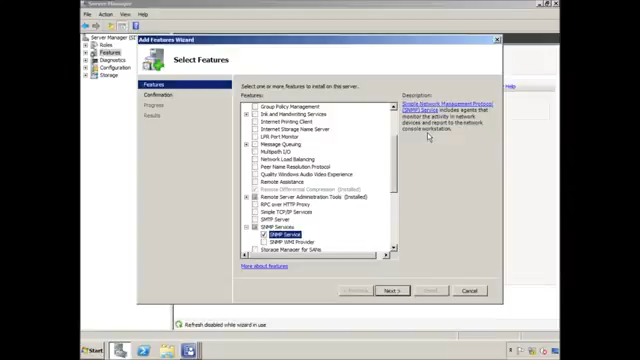 Server Manager
File Action View Help
Server Manager (S
Roles
Features
Diagnostics
Configuration
Storage
Add Features Wizard
Select Features
Features
Confirmation
Progress
Results
Select one or more features to install on this server.
Features:
Group Policy Management
Ink and Handwriting Services
Internet Printing Client
Internet Storage Name Server
LPR Port Monitor
Message Queuing
Multipath I/O
Network Load Balancing
Peer Name Resolution Protocol
Quality Windows Audio Video Experience
Remote Assistance
Remote Differential Compression (Installed)
Remote Server Administration Tools (Installed)
RPC over HTTP Proxy
Simple TCP/IP Services
SMTP Server
SNMP Services
SNMP Service
SNMP WMI Provider
Storage Manager for SANs
More about features
Description:
Simple Network Management Protocol
(SNMP) Service includes agents that
monitor the activity in network
devices and report to the network
console workstation.
Help
Next >
Cancel
Refresh disabled while wizard in use
Start